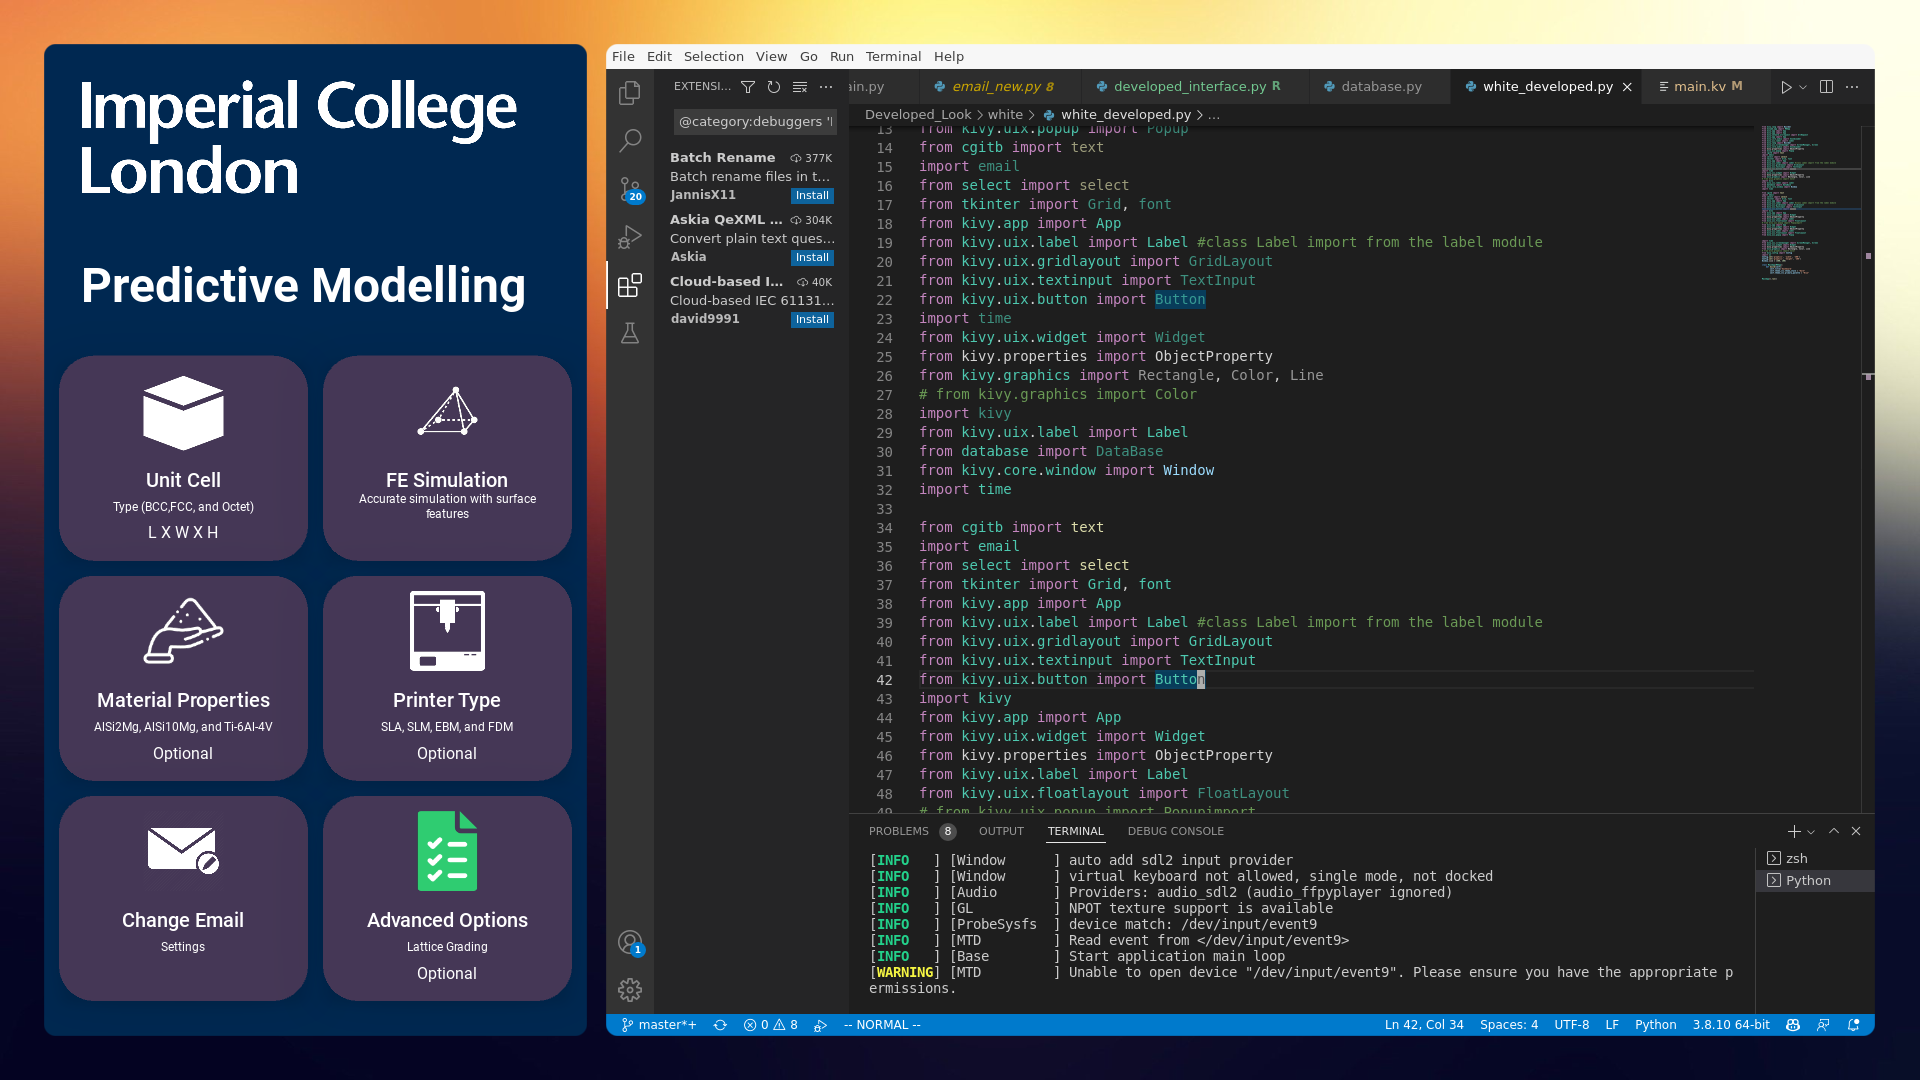 Imperial College
London
Predictive Modelling
Unit Cell
Type (BCC,FCC, and Octet)
L X W X H
FE Simulation
Accurate simulation with surface
features
Material Properties
AlSi2Mg, AlSi10Mg, and Ti-6Al-4V
Optional
Printer Type
SLA, SLM, EBM, and FDM
Optional
Change Email
Settings
Advanced Options
Lattice Grading
Optional
File Edit Selection View Go Run Terminal Help
EXTENSI...
@category:debuggers
Batch Rename 377K
Batch rename files in t...
JannisX11 Install
Askia QeXML ... 304K
Convert plain text ques...
Askia Install
Cloud-based I... 40K
Cloud-based IEC 61131...
david9991 Install
20
1
ain.py email_new.py 8 developed_interface.py R database.py white_developed.py main.kv M
Developed_Look > white > white_developed.py > ...
13 from kivy.uix.popup import Popup
14 from cgitb import text
15 import email
16 from select import select
17 from tkinter import Grid, font
18 from kivy.app import App
19 from kivy.uix.label import Label #class Label import from the label module
20 from kivy.uix.gridlayout import GridLayout
21 from kivy.uix.textinput import TextInput
22 from kivy.uix.button import Button
23 import time
24 from kivy.uix.widget import Widget
25 from kivy.properties import ObjectProperty
26 from kivy.graphics import Rectangle, Color, Line
27 # from kivy.graphics import Color
28 import kivy
29 from kivy.uix.label import Label
30 from database import DataBase
31 from kivy.core.window import Window
32 import time
33
34 from cgitb import text
35 import email
36 from select import select
37 from tkinter import Grid, font
38 from kivy.app import App
39 from kivy.uix.label import Label #class Label import from the label module
40 from kivy.uix.gridlayout import GridLayout
41 from kivy.uix.textinput import TextInput
42 from kivy.uix.button import Button
43 import kivy
44 from kivy.app import App
45 from kivy.uix.widget import Widget
46 from kivy.properties import ObjectProperty
47 from kivy.uix.label import Label
48 from kivy.uix.floatlayout import FloatLayout
49 # from kivy.uix.popup import Popupimport
PROBLEMS 8 OUTPUT TERMINAL DEBUG CONSOLE
[INFO   ] [Window      ] auto add sdl2 input provider
[INFO   ] [Window      ] virtual keyboard not allowed, single mode, not docked
[INFO   ] [Audio       ] Providers: audio_sdl2 (audio_ffpyplayer ignored)
[INFO   ] [GL          ] NPOT texture support is available
[INFO   ] [ProbeSysfs  ] device match: /dev/input/event9
[INFO   ] [MTD         ] Read event from </dev/input/event9>
[INFO   ] [Base        ] Start application main loop
[WARNING] [MTD         ] Unable to open device "/dev/input/event9". Please ensure you have the appropriate p
ermissions.
zsh
Python
master*+ 0 8 -- NORMAL -- Ln 42, Col 34 Spaces: 4 UTF-8 LF Python 3.8.10 64-bit